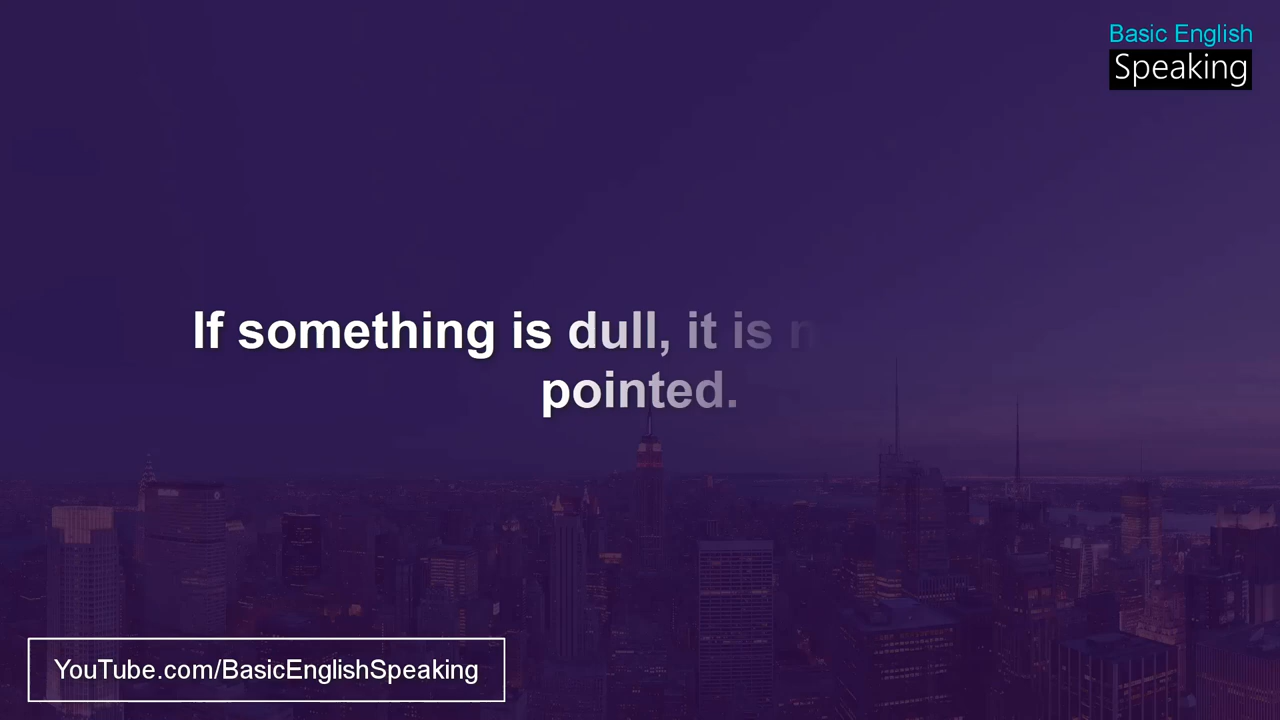 Basic English
Speaking
If something is dull, it is
pointed.
YouTube.com/BasicEnglishSpeaking